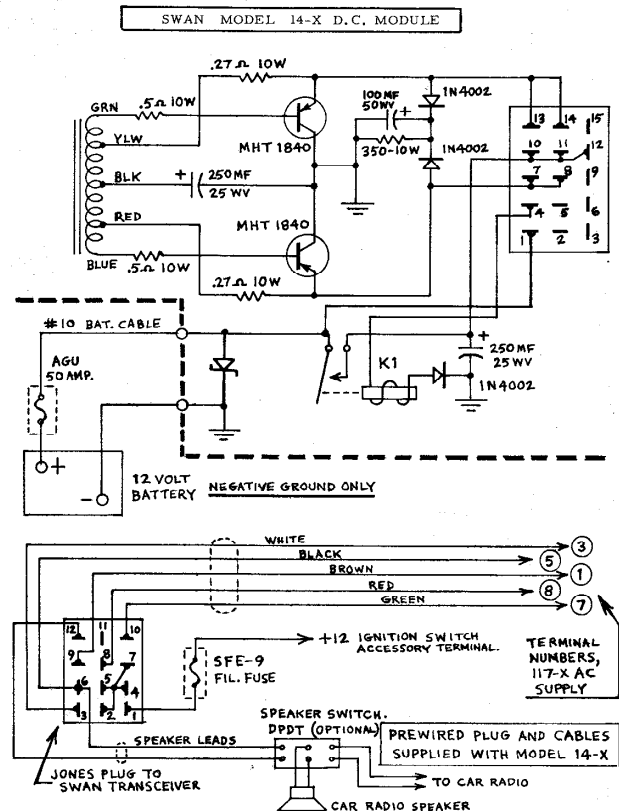 SWAN MODEL 14-X D.C. MODULE
.27Ω 10W
GRN
.5Ω 10W
YLW
MHT 1840
100MF
50WV
+
1N4002
350-10W
1N4002
BLK
+
250MF
25 WV
RED
MHT 1840
BLUE
.5Ω 10W
.27Ω 10W
13 14 15
10 11 12
7 8 9
4 5 6
1 2 3
#10 BAT. CABLE
AGU
50 AMP.
K1
+
250MF
25WV
1N4002
+
-
12 VOLT
BATTERY
NEGATIVE GROUND ONLY
WHITE
3
BLACK
5
BROWN
1
RED
8
GREEN
7
12 11 10
9 8 7
6 5 4
3 2 1
SFE-9
FIL. FUSE
+12 IGNITION SWITCH
ACCESSORY TERMINAL.
TERMINAL
NUMBERS,
117-X AC
SUPPLY
SPEAKER SWITCH.
DPDT (OPTIONAL)
SPEAKER LEADS
PREWIRED PLUG AND CABLES
SUPPLIED WITH MODEL 14-X
JONES PLUG TO
SWAN TRANSCEIVER
TO CAR RADIO
CAR RADIO SPEAKER